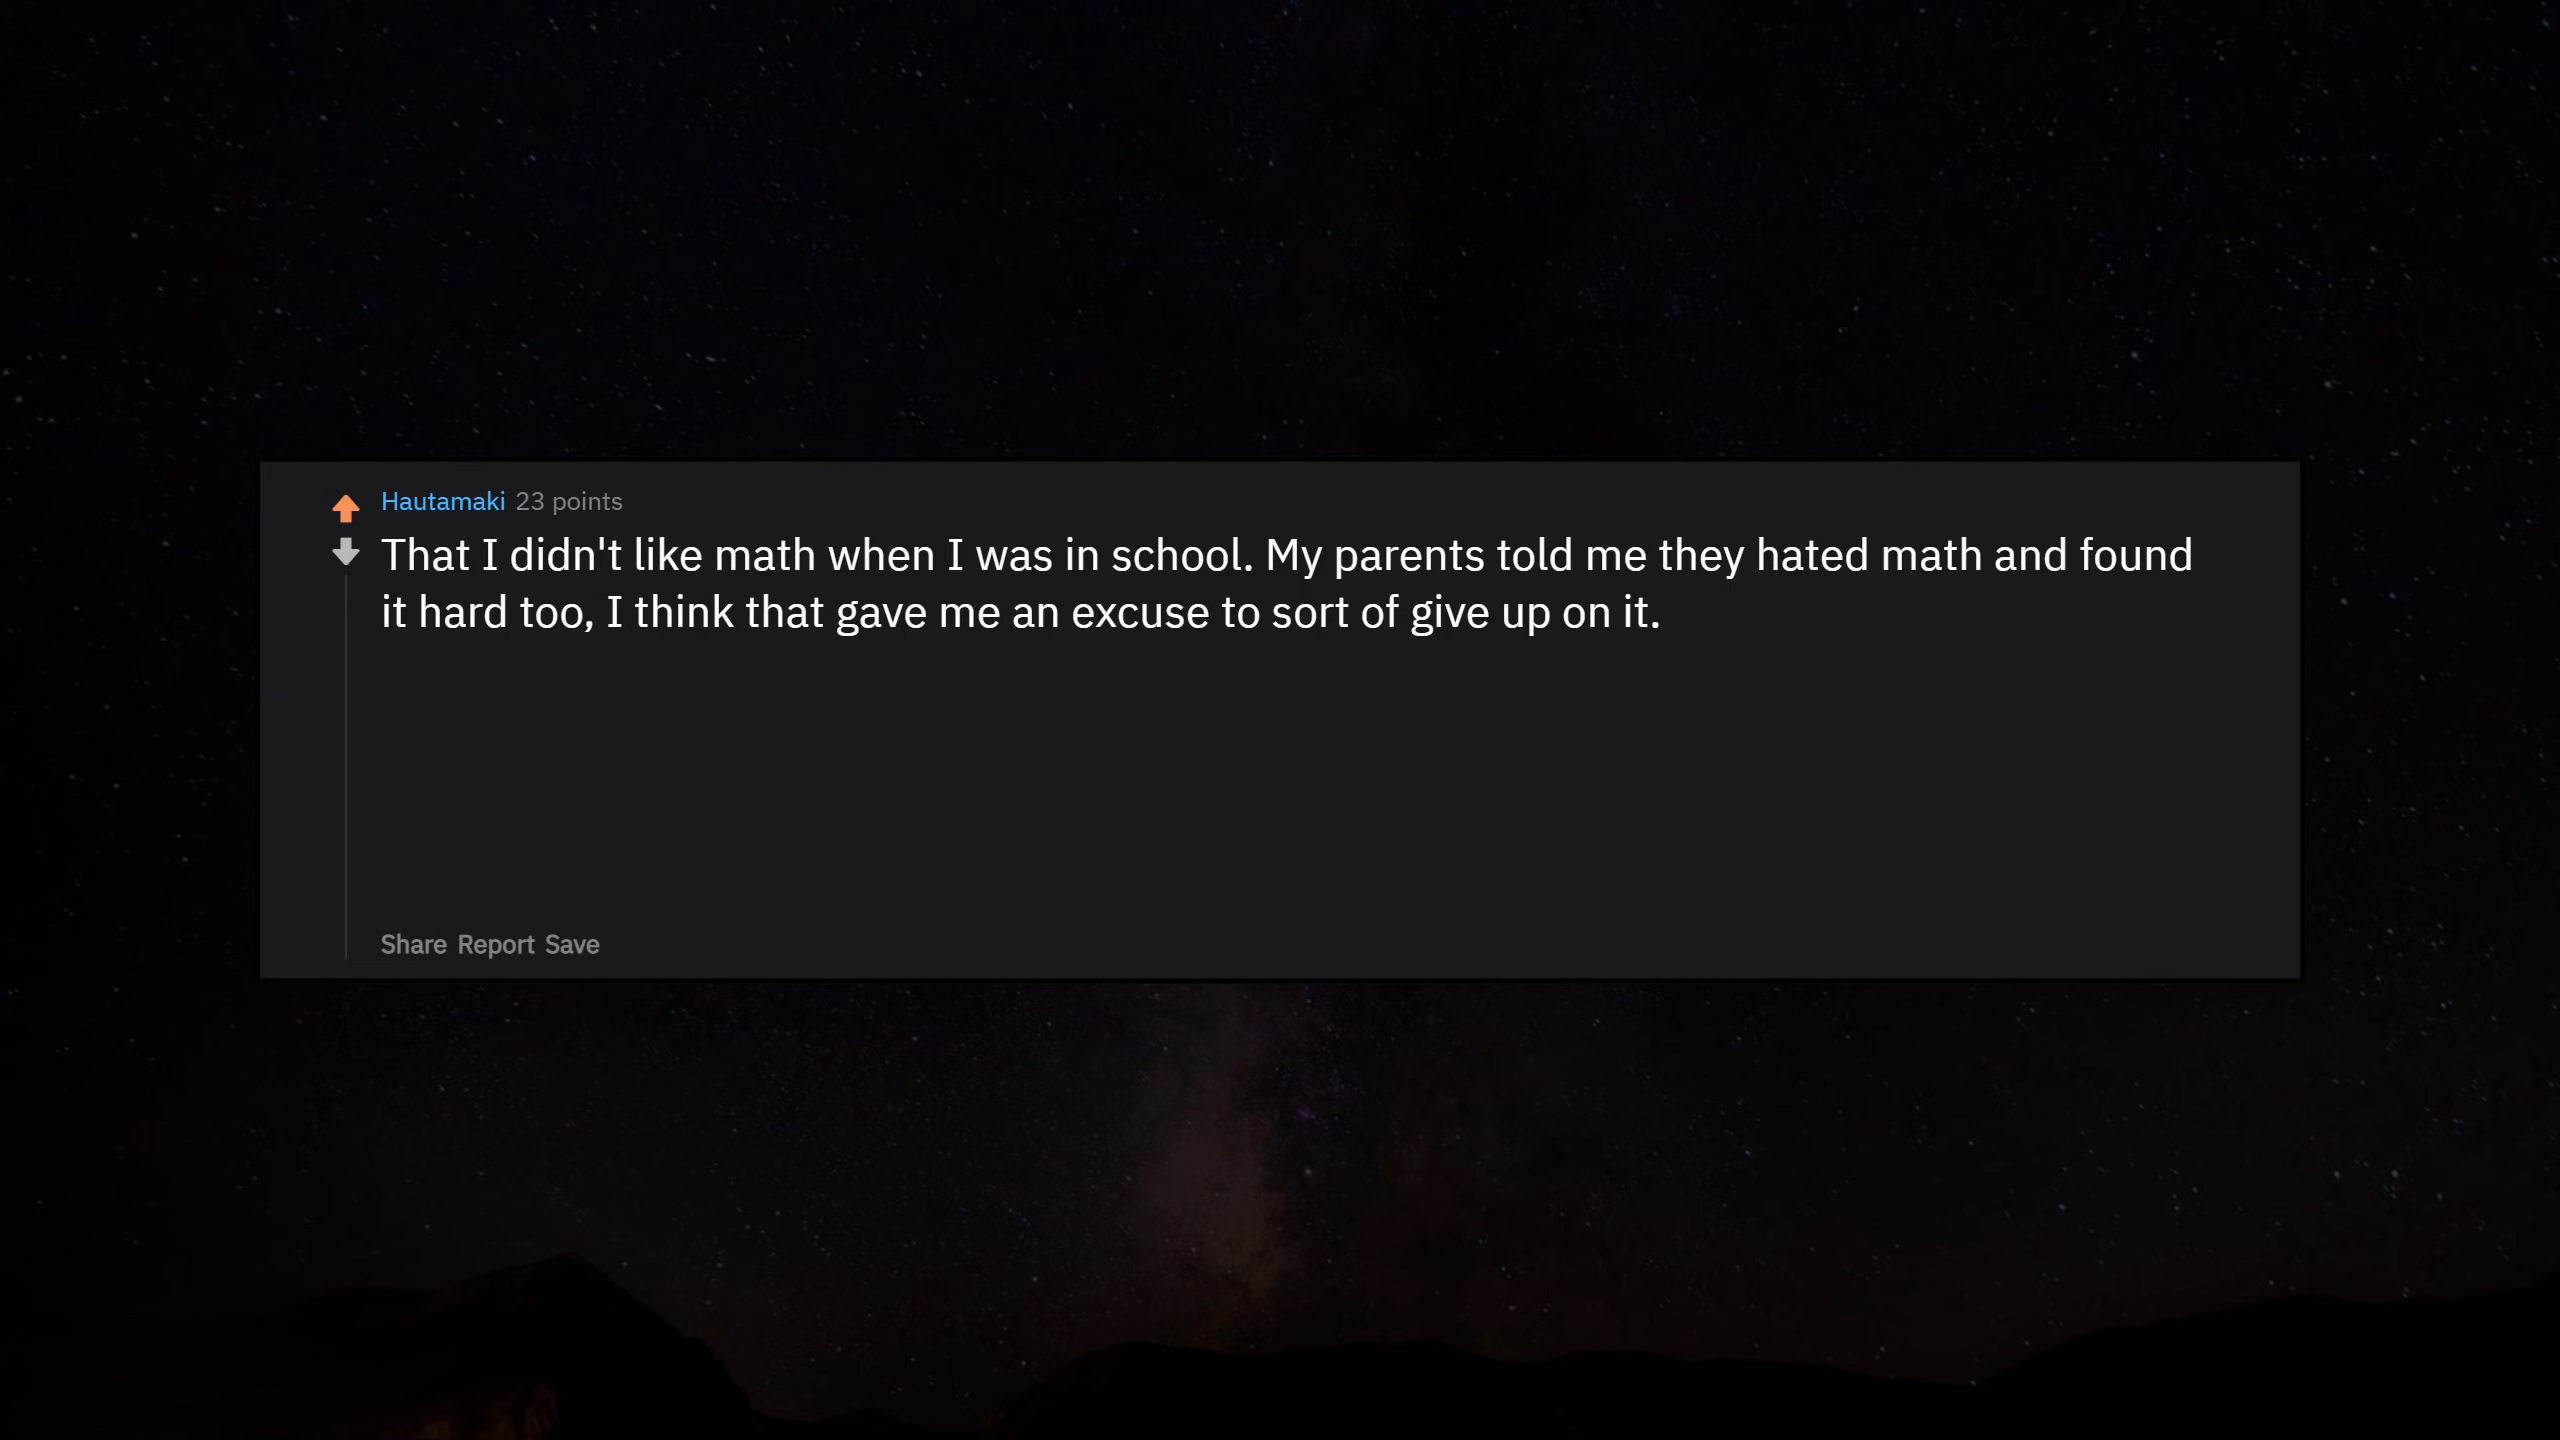 Hautamaki 23 points
That I didn't like math when I was in school. My parents told me they hated math and found
it hard too, I think that gave me an excuse to sort of give up on it.
Share Report Save